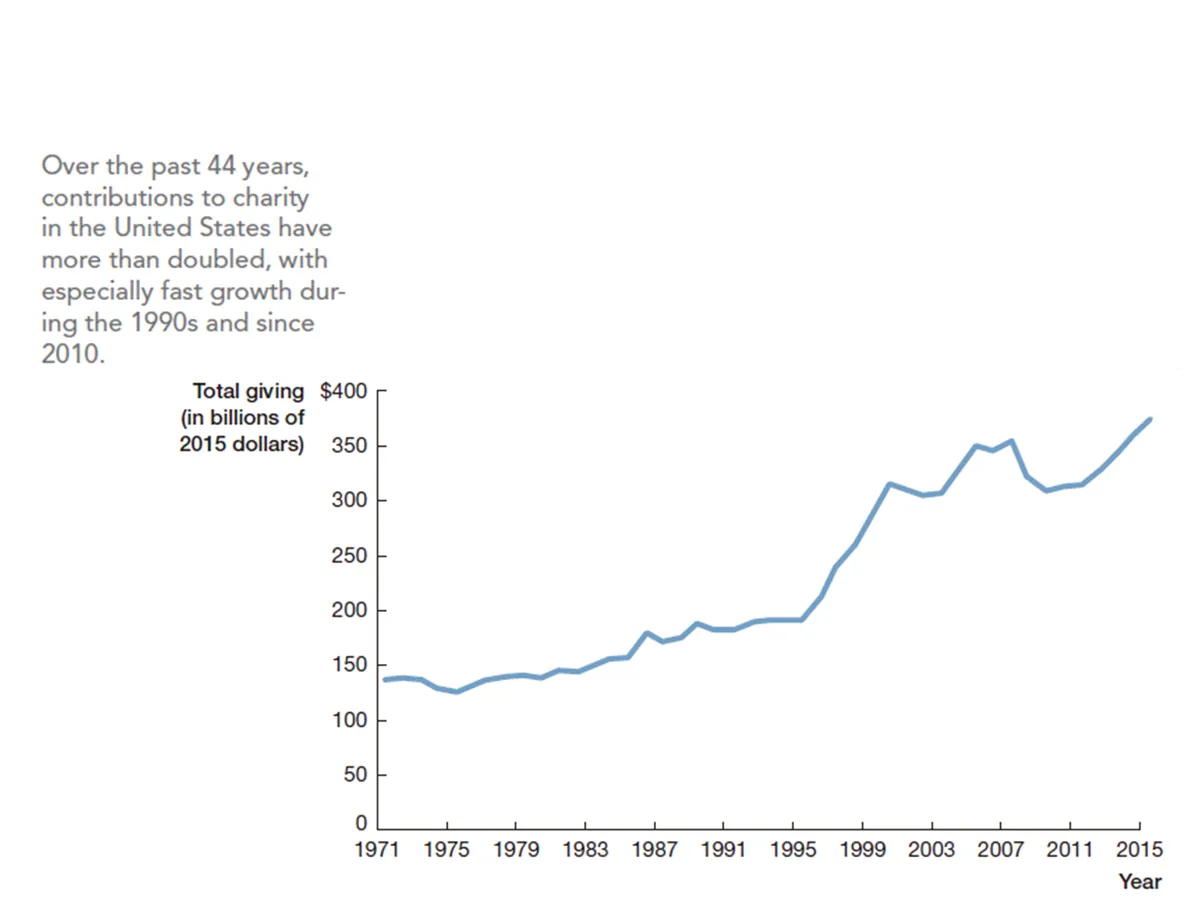 Over the past 44 years,
contributions to charity
in the United States have
more than doubled, with
especially fast growth dur-
ing the 1990s and since
2010.
Total giving
(in billions of
2015 dollars)
$400
350
300
250
200
150
100
50
0
1971 1975 1979 1983 1987 1991 1995 1999 2003 2007 2011 2015
Year